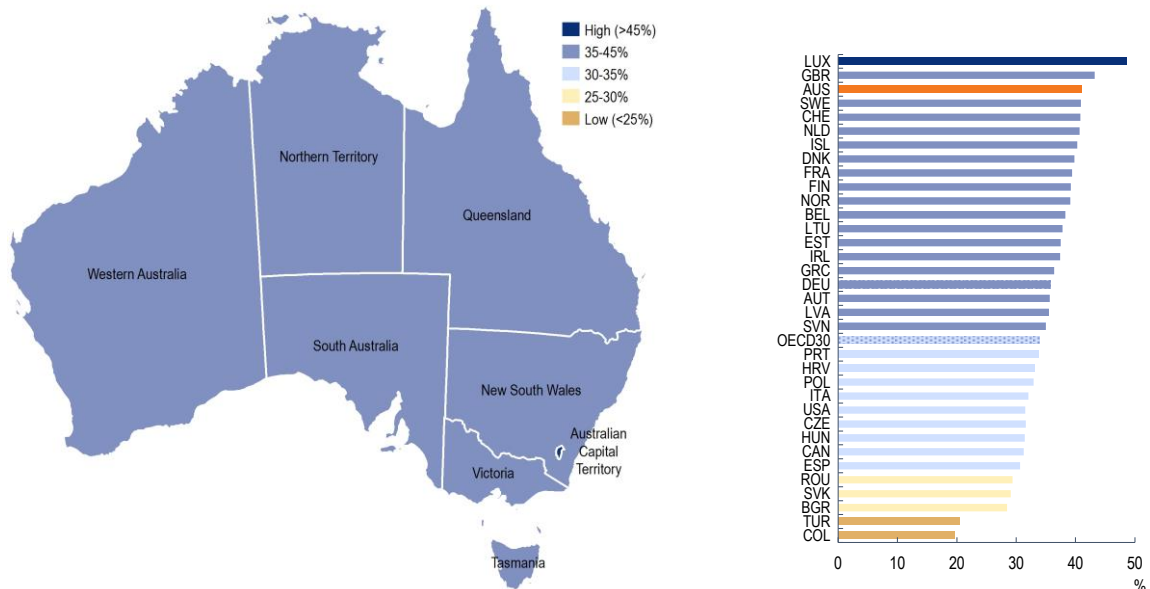 High (>45%)
35-45%
30-35%
25-30%
Low (<25%)
Northern Territory
Queensland
Western Australia
South Australia
New South Wales
Australian
Capital
Territory
Victoria
Tasmania
LUX
GBR
AUS
SWE
CHE
NLD
ISL
DNK
FRA
FIN
NOR
BEL
LTU
EST
IRL
GRC
DEU
AUT
LVA
SVN
OECD30
PRT
HRV
POL
ITA
USA
CZE
HUN
CAN
ESP
ROU
SVK
BGR
TUR
COL
0 10 20 30 40 50
%